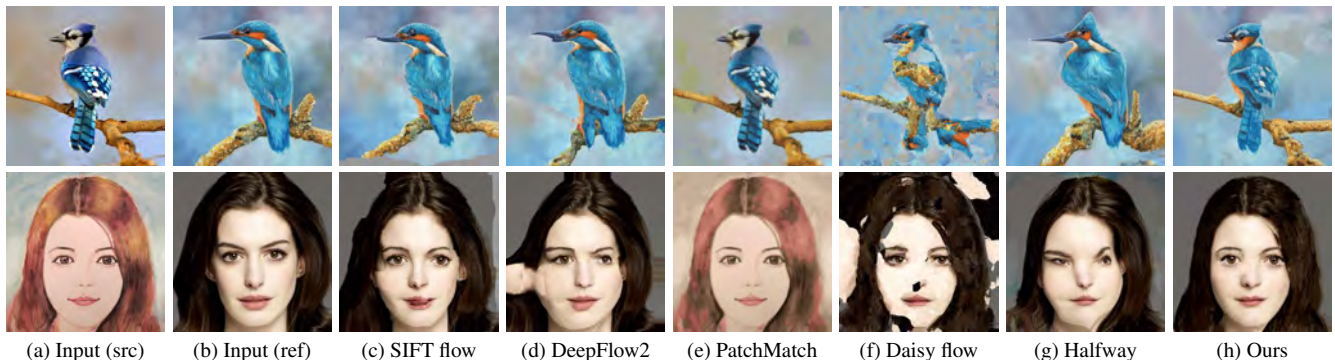 (a) Input (src) (b) Input (ref) (c) SIFT flow (d) DeepFlow2 (e) PatchMatch (f) Daisy flow (g) Halfway (h) Ours